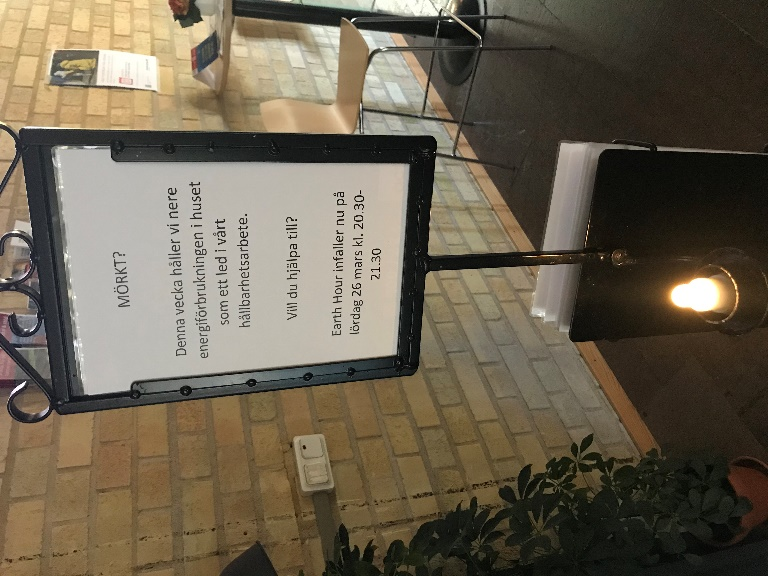 MÖRKT?
Denna vecka håller vi nere
energiförbrukningen i huset
som ett led i vårt
hållbarhetsarbete.
Vill du hjälpa till?
Earth Hour infaller nu på
lördag 26 mars kl. 20.30-
21.30